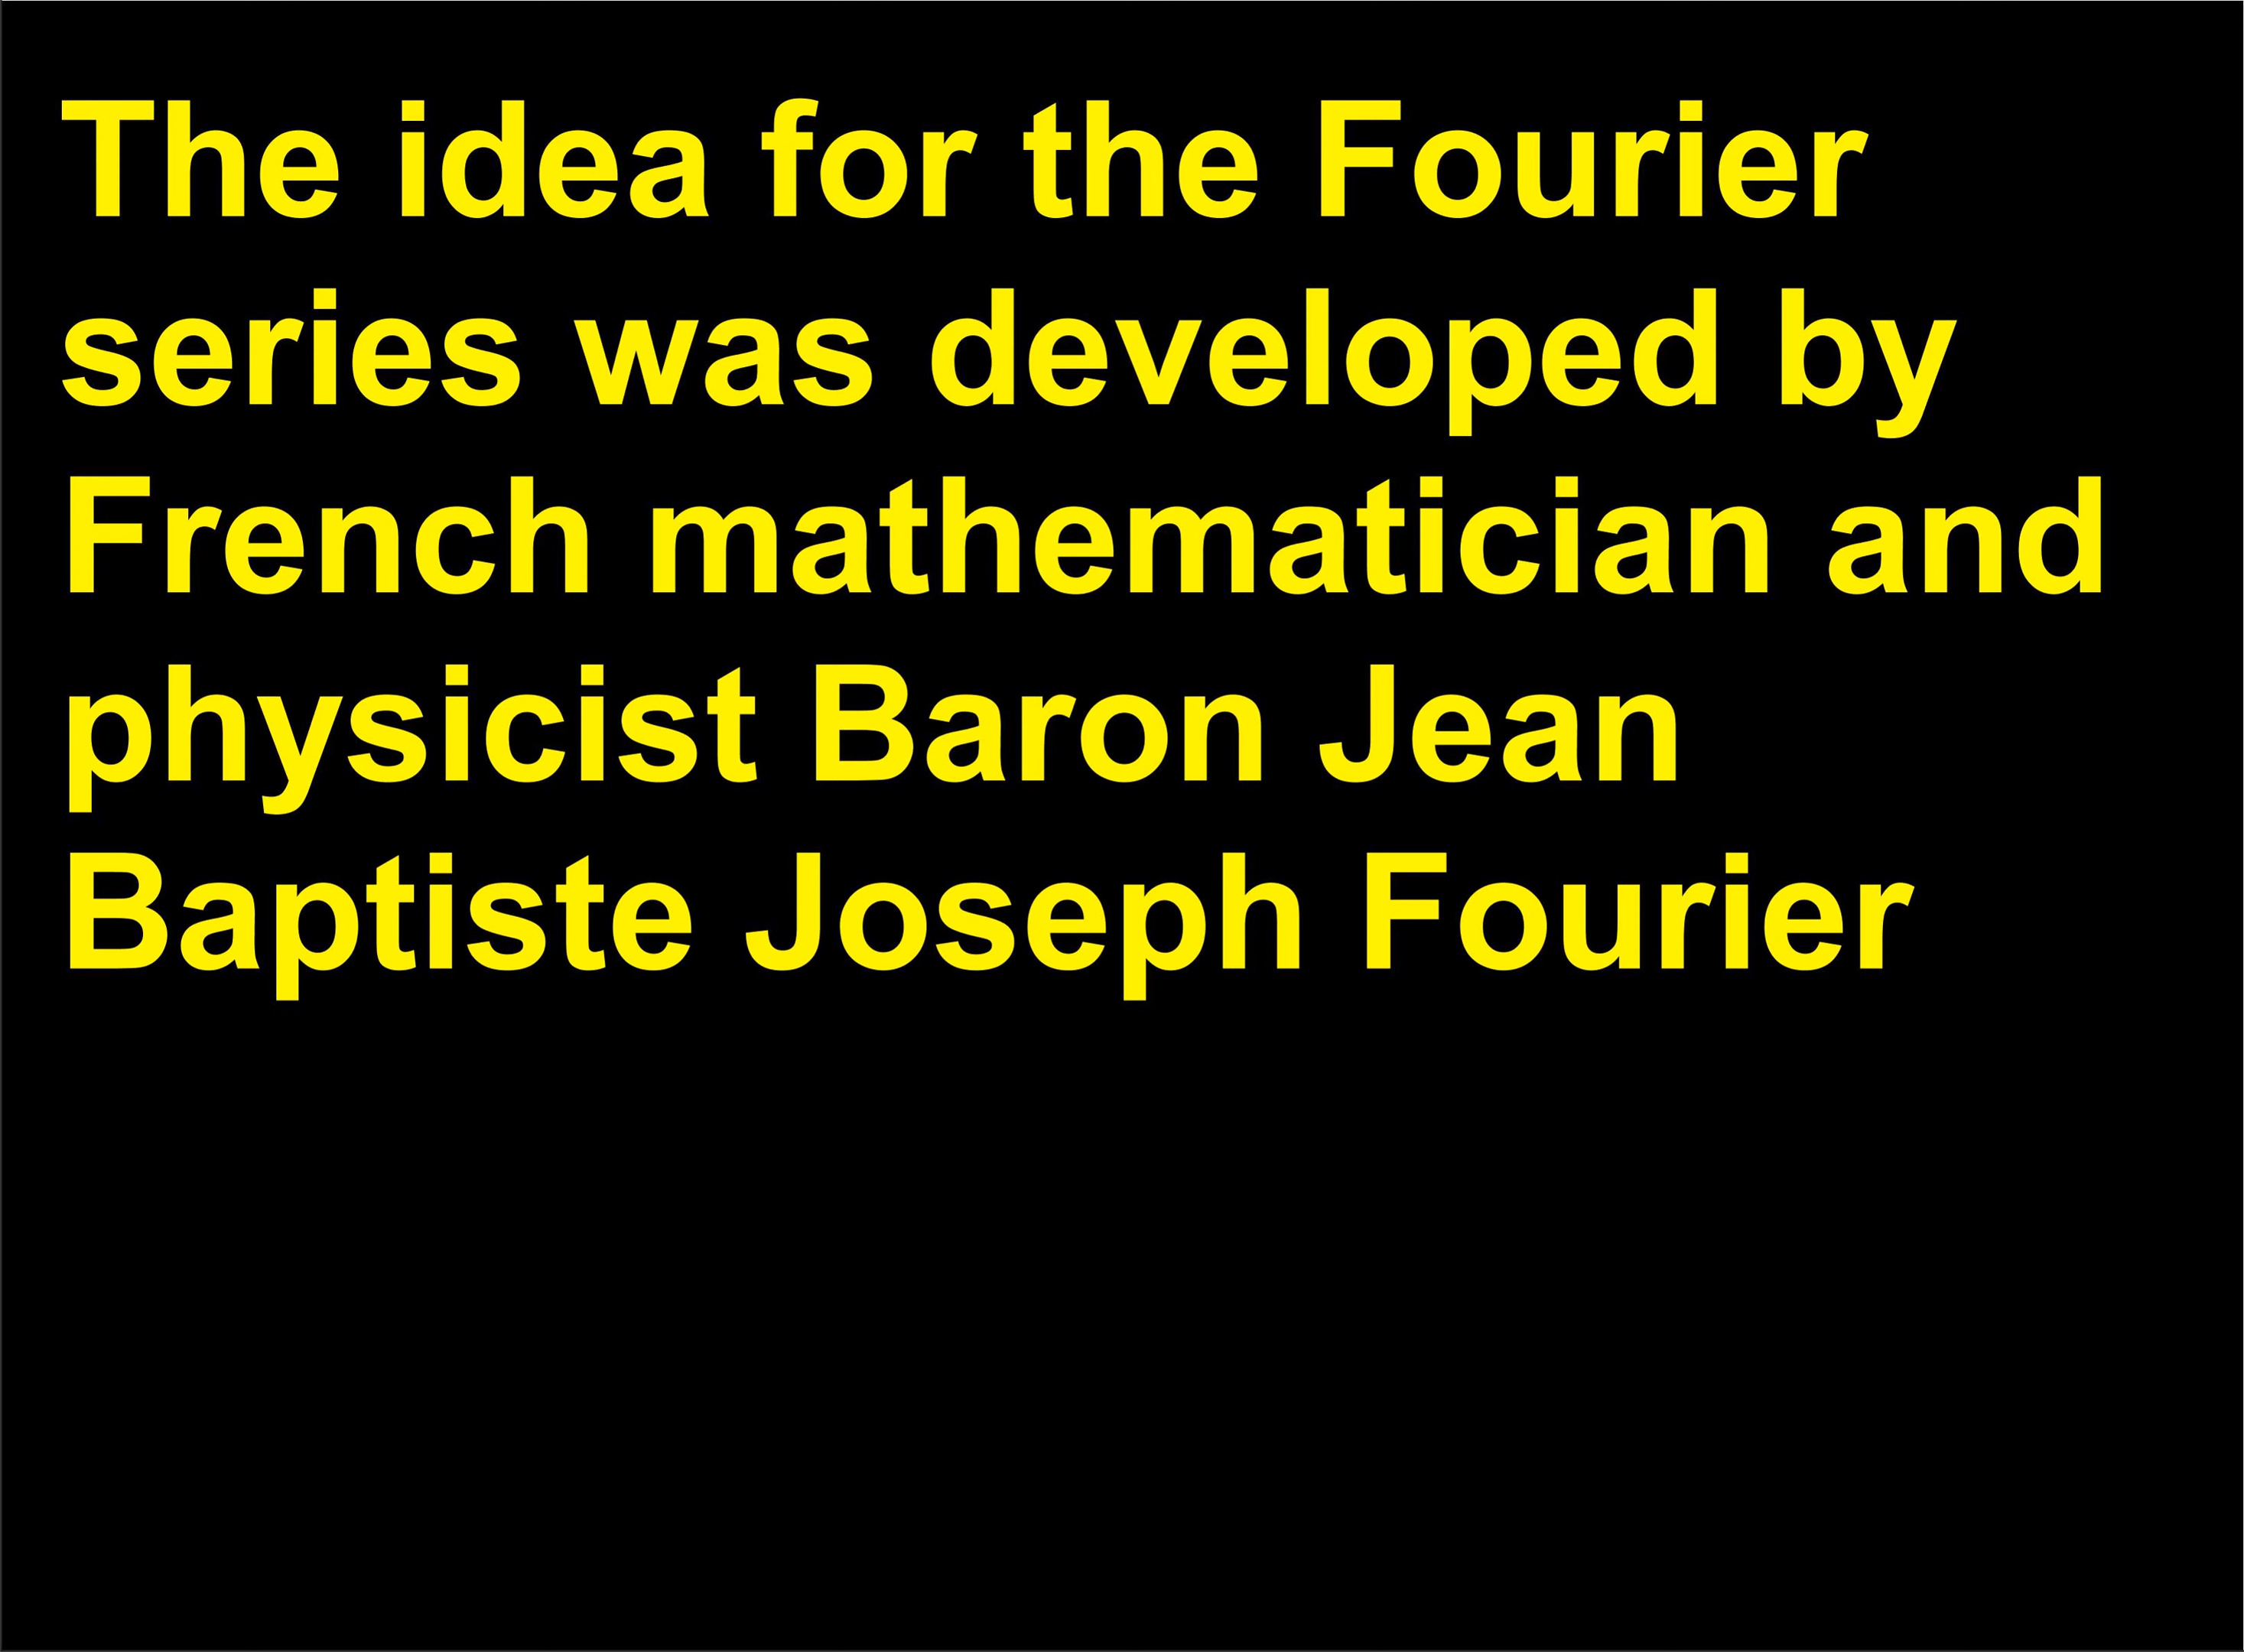 The idea for the Fourier
series was developed by
French mathematician and
physicist Baron Jean
Baptiste Joseph Fourier